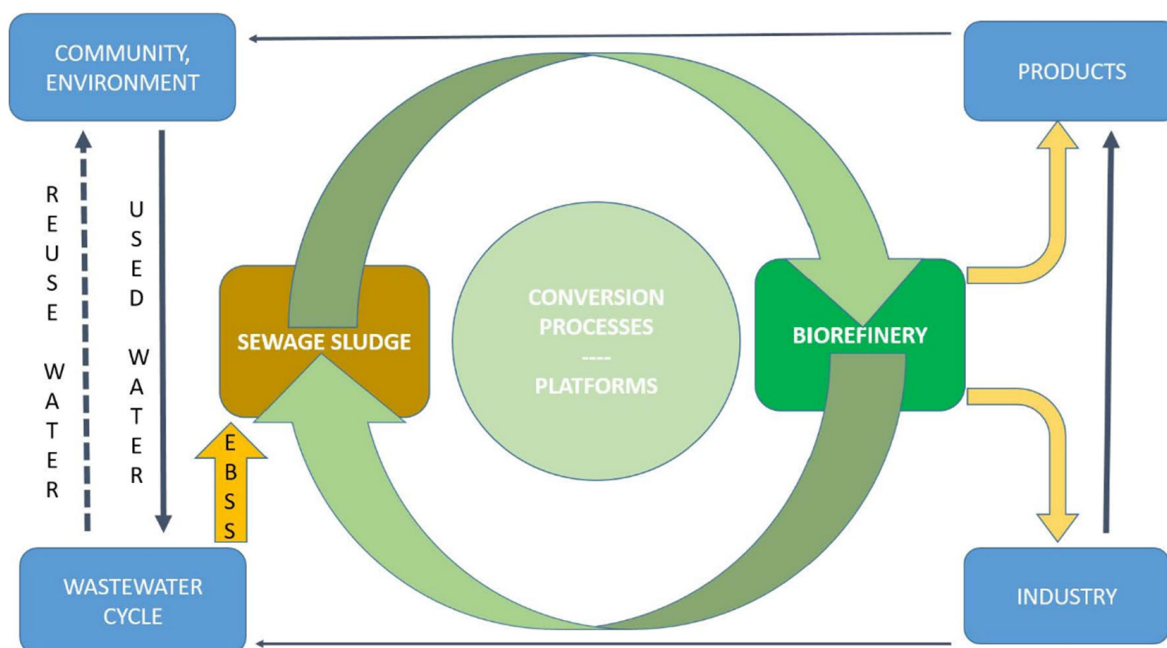 COMMUNITY,
ENVIRONMENT
PRODUCTS
REUSE WATER
USED WATER
SEWAGE SLUDGE
CONVERSION
PROCESSES
----
PLATFORMS
BIOREFINERY
EBSS
WASTEWATER
CYCLE
INDUSTRY